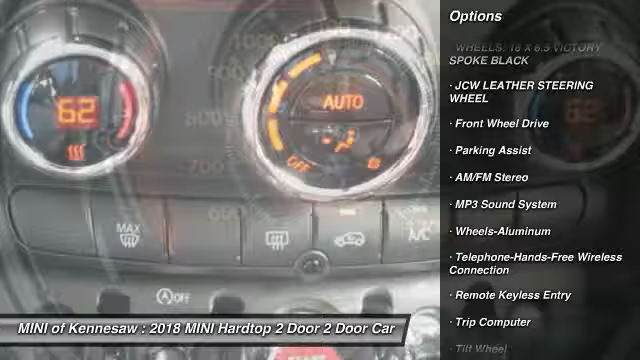 Options
WHEELS: 18 X 6.5 VICTORY
SPOKE BLACK
· JCW LEATHER STEERING
WHEEL
· Front Wheel Drive
· Parking Assist
· AM/FM Stereo
· MP3 Sound System
· Wheels-Aluminum
· Telephone-Hands-Free Wireless
Connection
· Remote Keyless Entry
· Trip Computer
· Tilt Wheel
62
AUTO
OFF
MAX
A/C
OFF
MINI of Kennesaw : 2018 MINI Hardtop 2 Door 2 Door Car